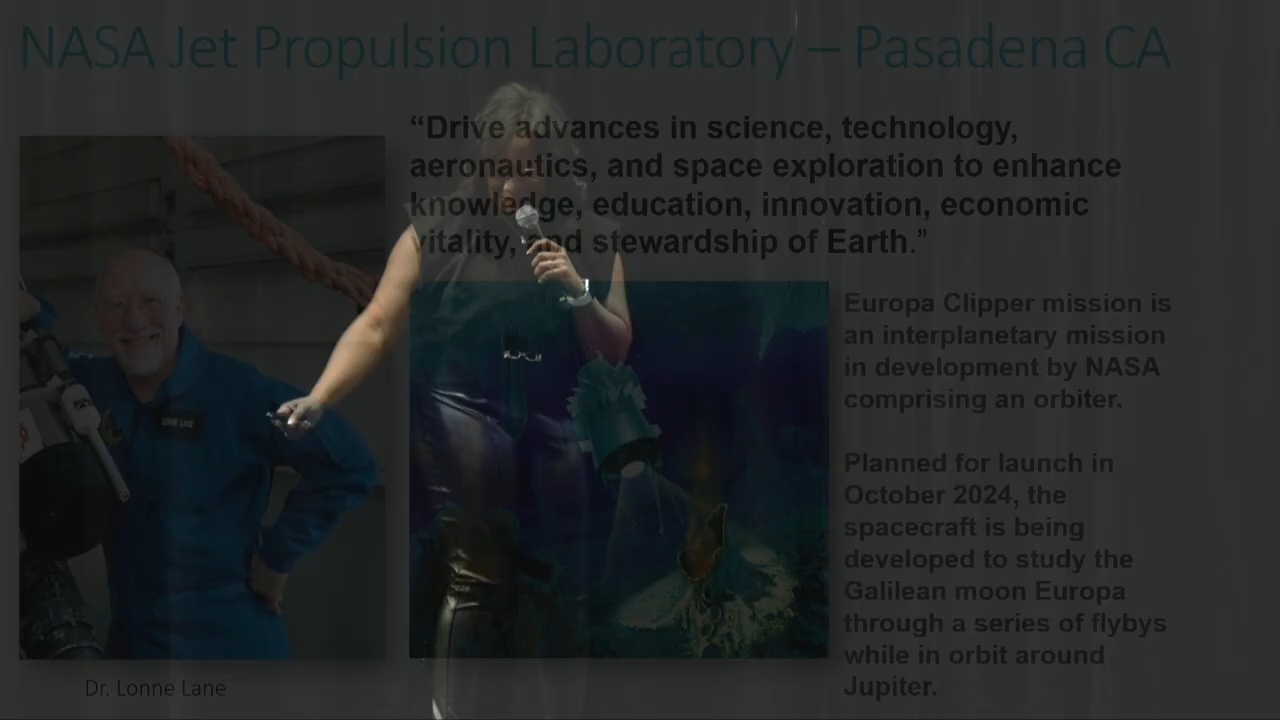 NASA Jet Propulsion Laboratory – Pasadena CA
“Drive advances in science, technology,
aeronautics, and space exploration to enhance
knowledge, education, innovation, economic
vitality, and stewardship of Earth.”
Europa Clipper mission is
an interplanetary mission
in development by NASA
comprising an orbiter.
Planned for launch in
October 2024, the
spacecraft is being
developed to study the
Galilean moon Europa
through a series of flybys
while in orbit around
Jupiter.
LONNE LANE
Dr. Lonne Lane